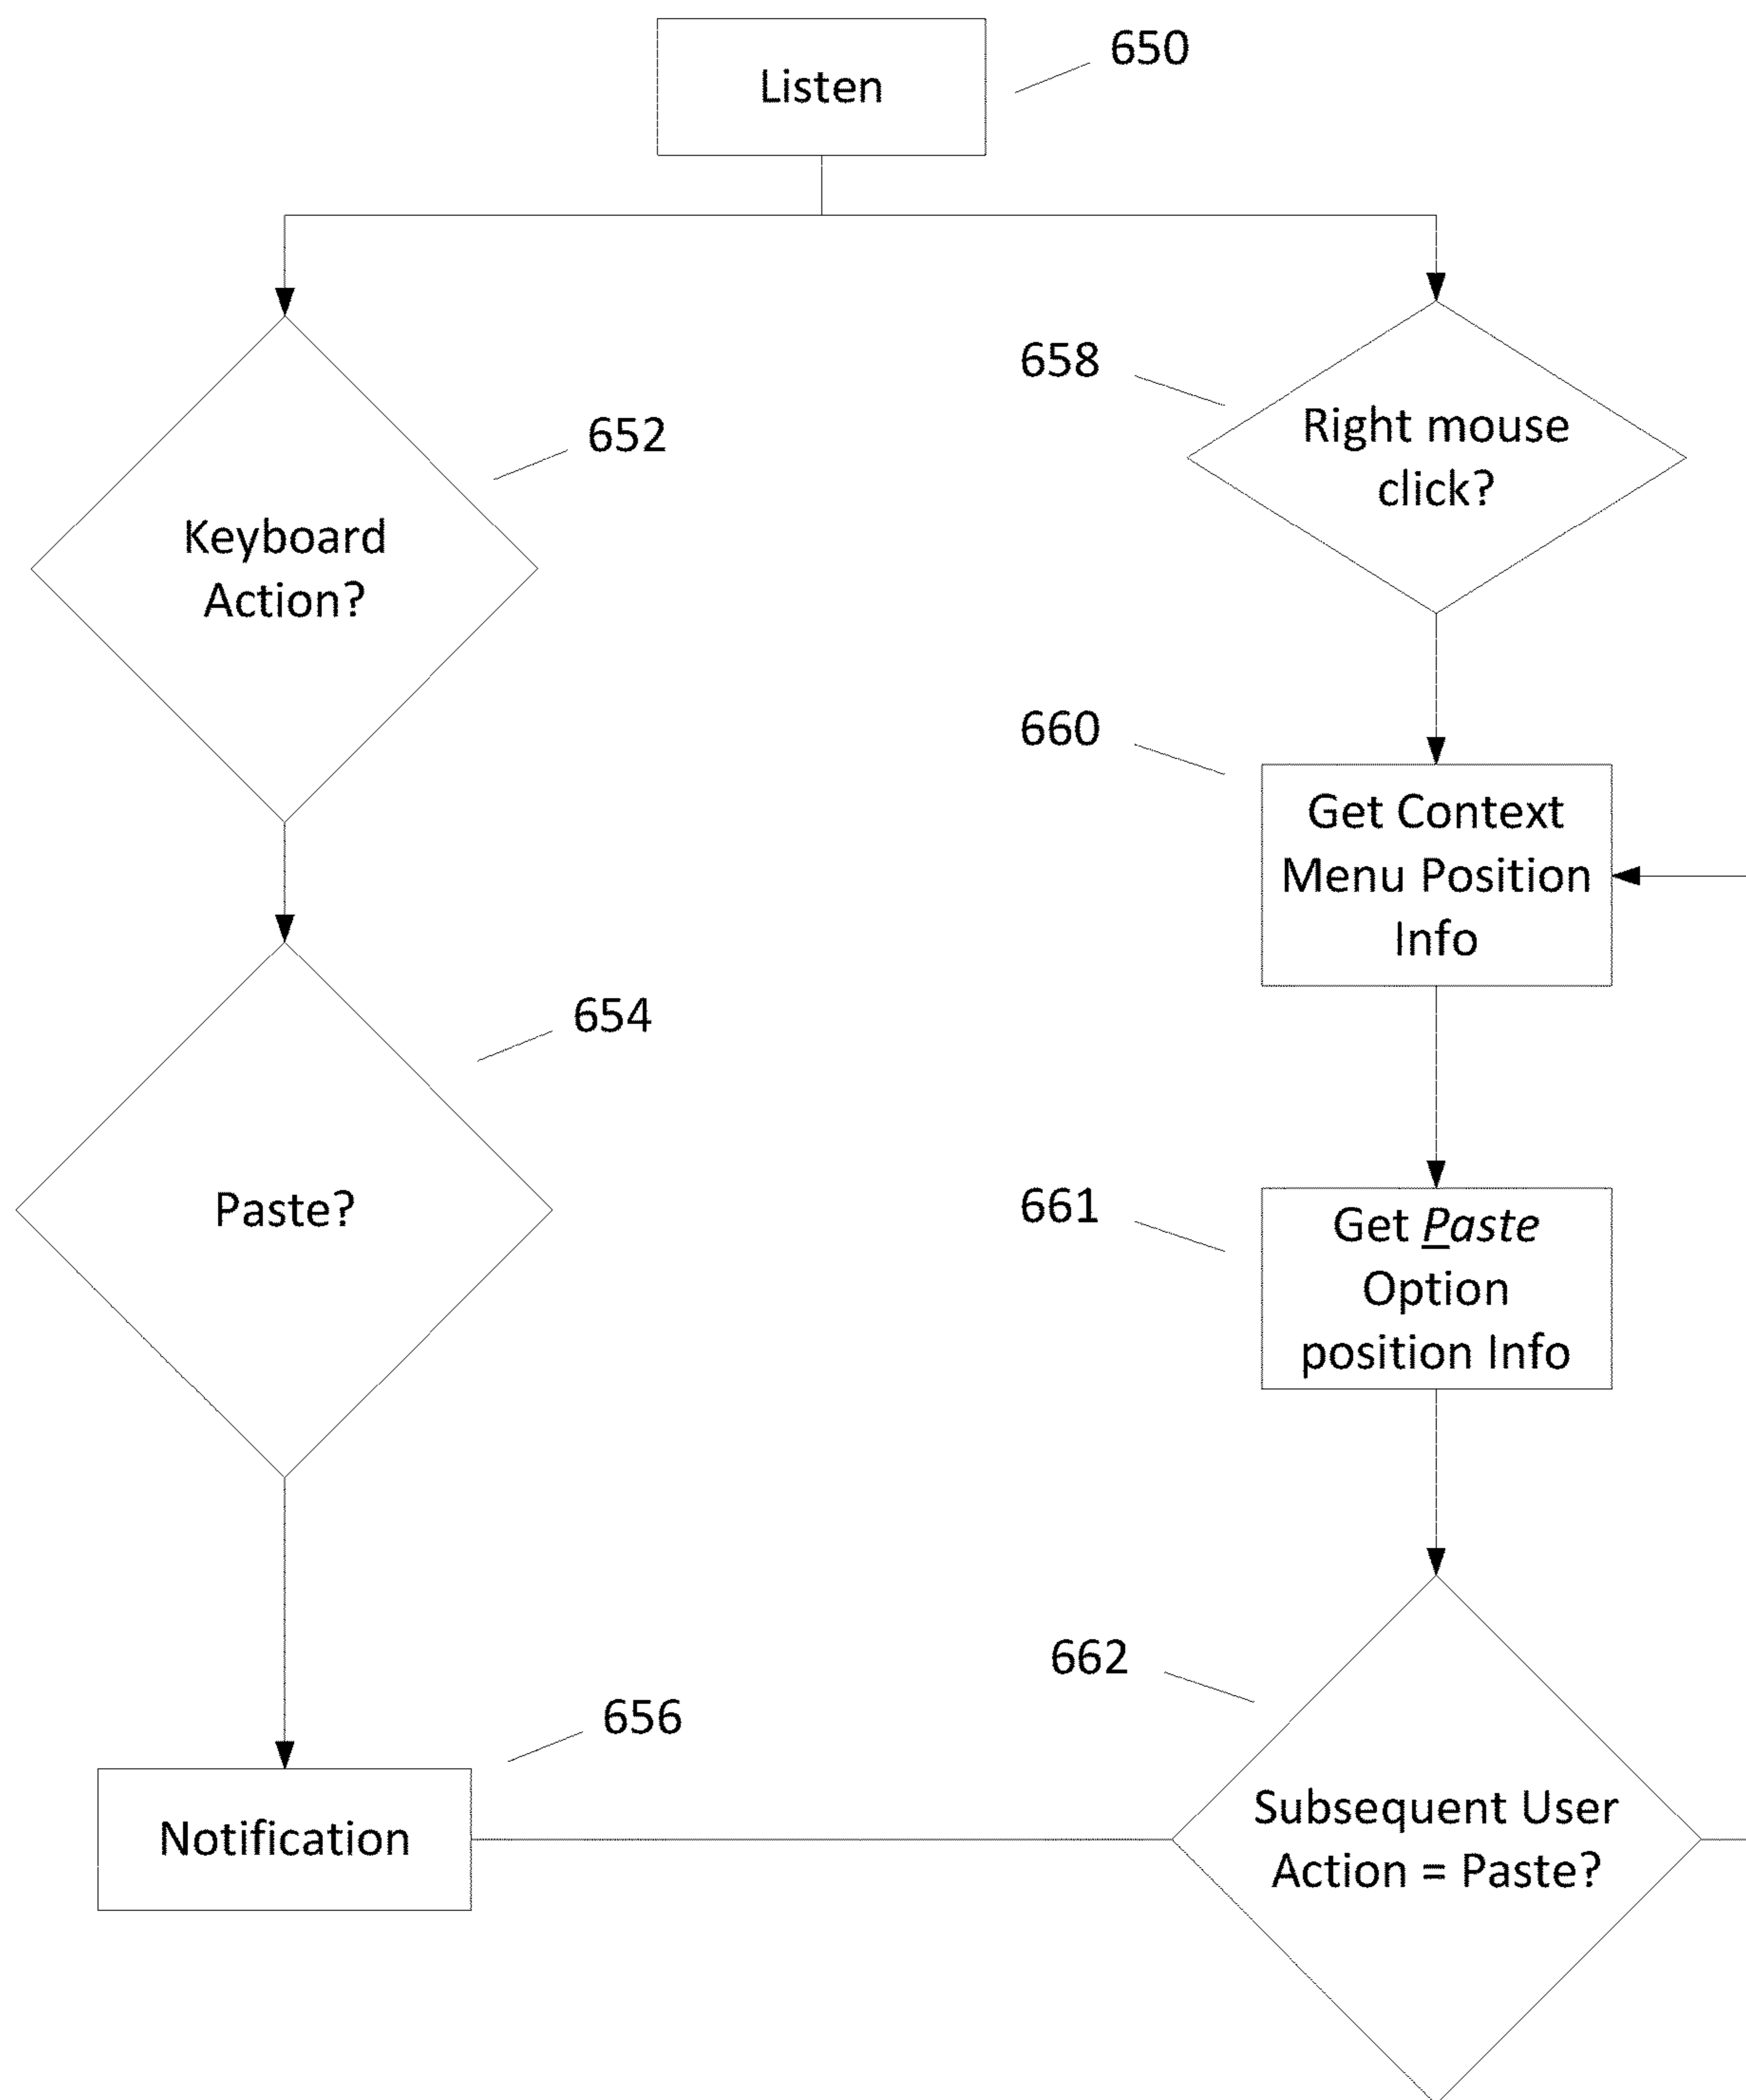 Listen
650
652
Keyboard
Action?
654
Paste?
656
Notification
658
Right mouse
click?
660
Get Context
Menu Position
Info
661
Get Paste
Option
position Info
662
Subsequent User
Action = Paste?